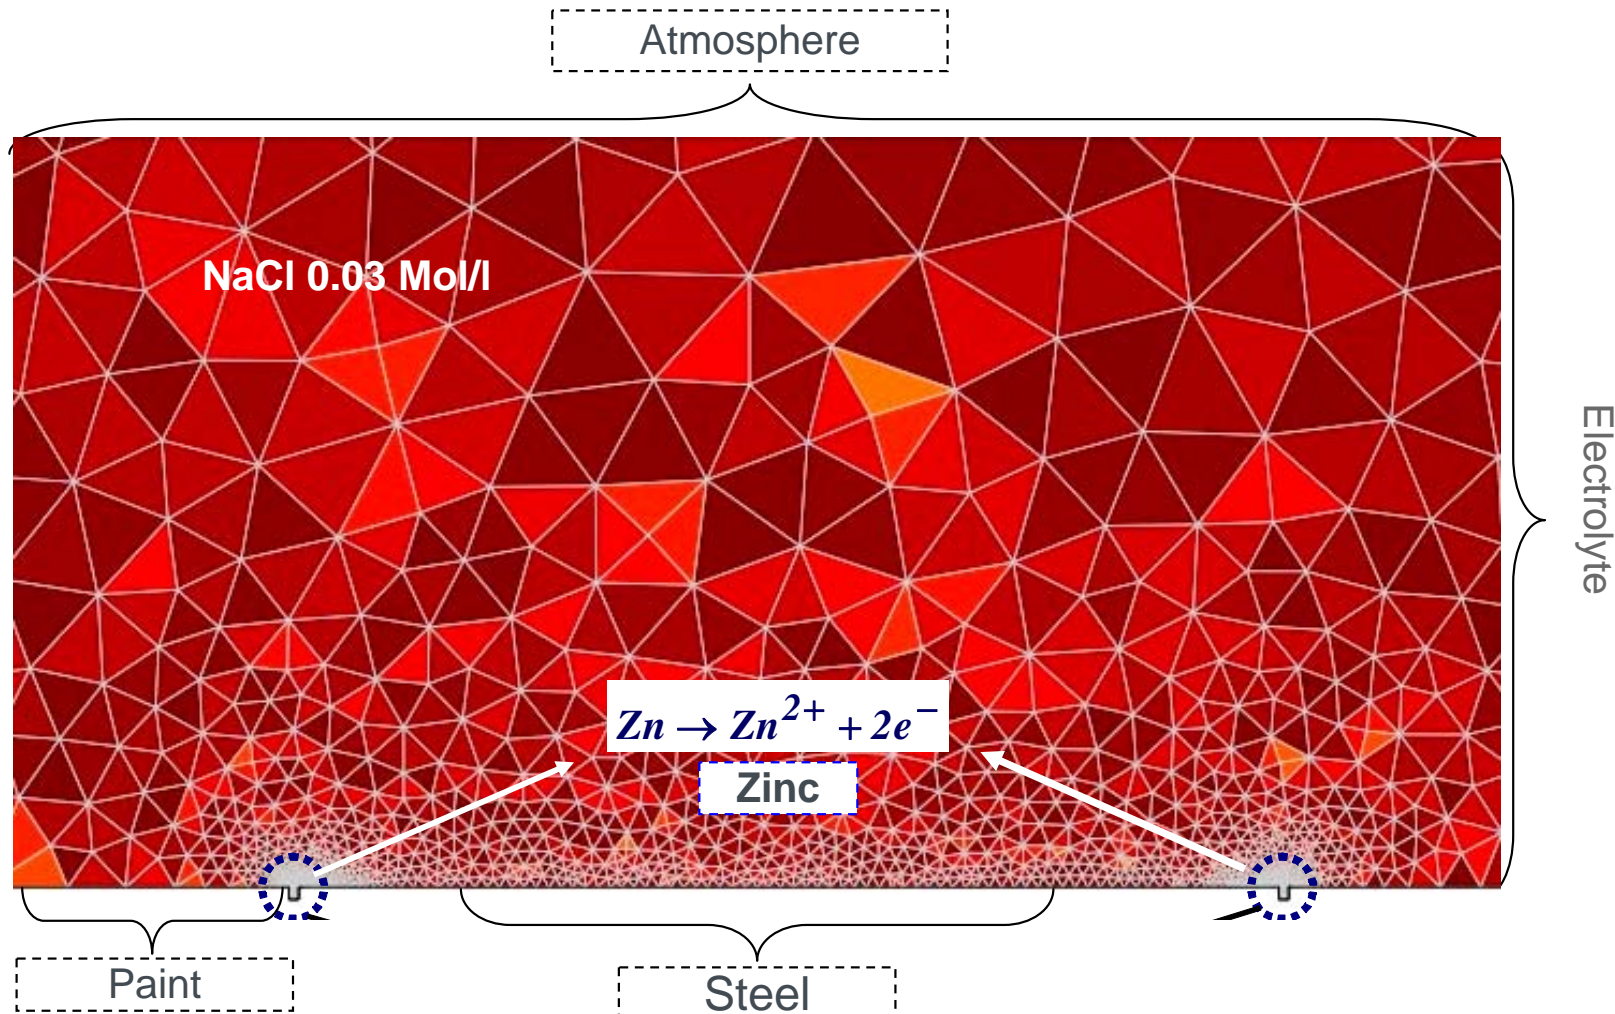 Atmosphere
NaCl 0.03 Mol/l
Electrolyte
Zn → Zn²⁺ + 2e⁻
Zinc
Paint
Steel